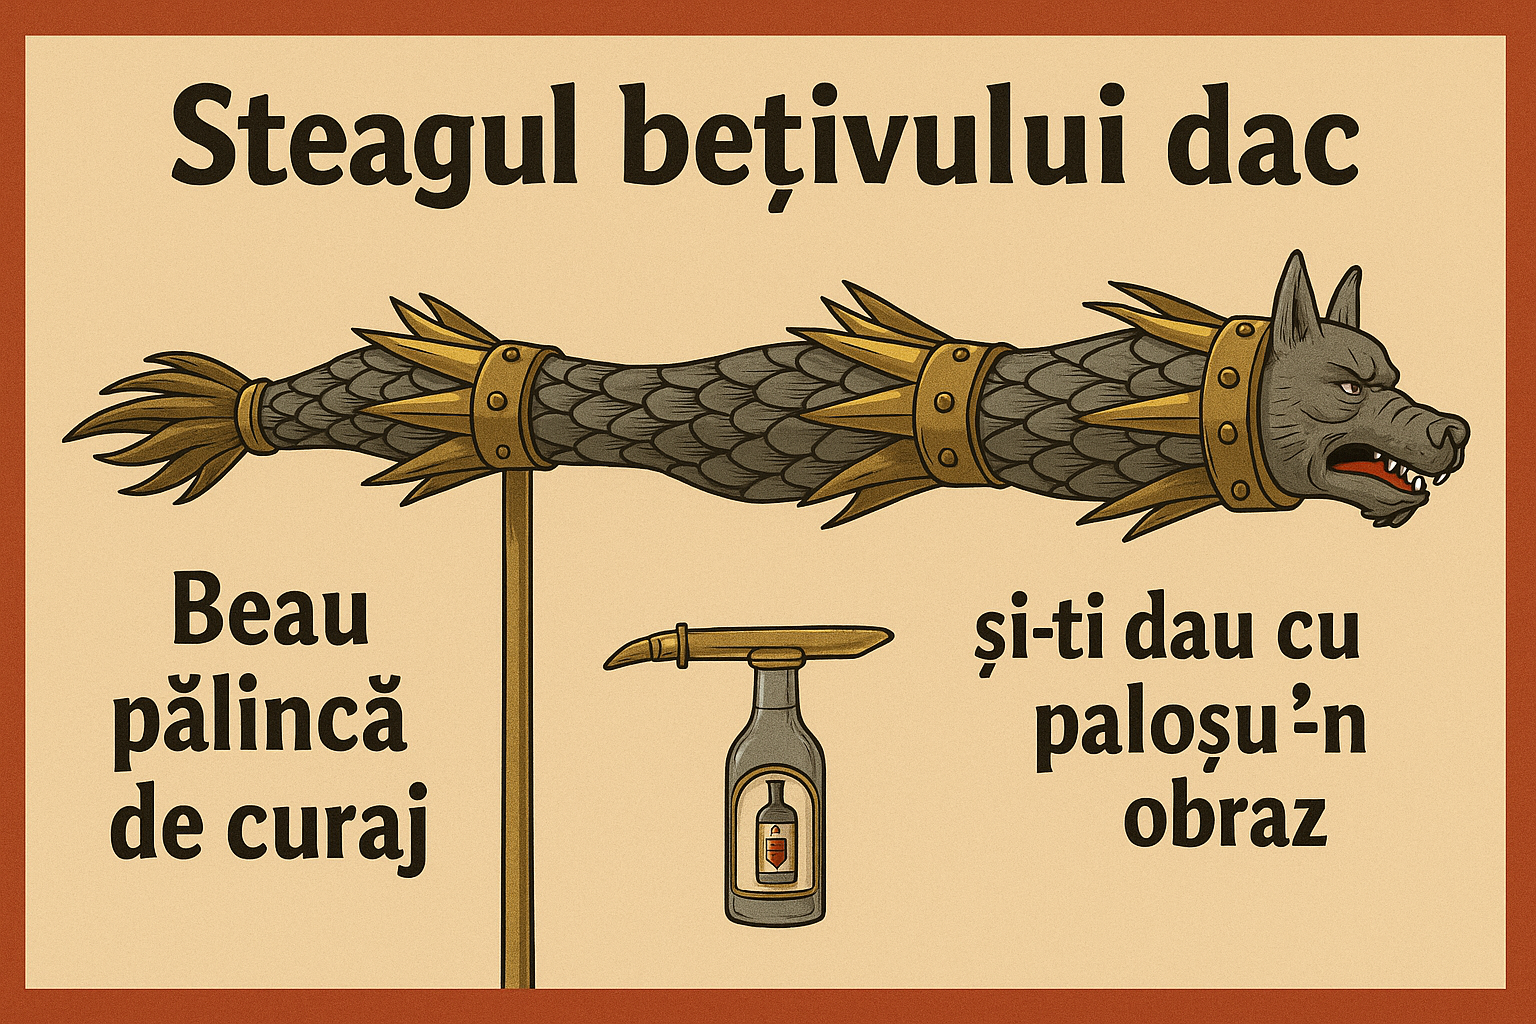 Steagul bețivului dac
Beau
pălincă
de curaj
și-ti dau cu
paloșu’-n
obraz